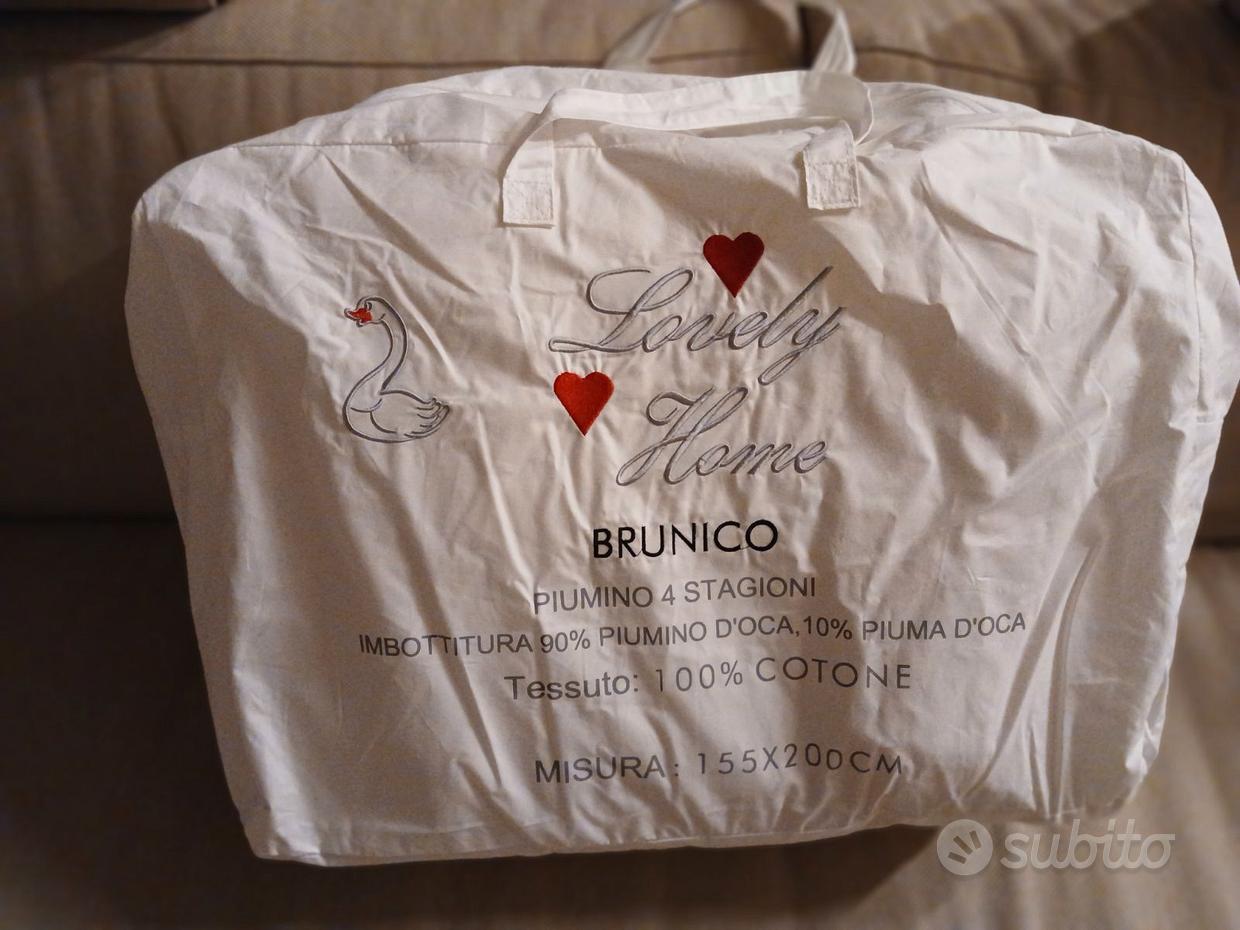 Lovely
Home
BRUNICO
PIUMINO 4 STAGIONI
IMBOTTITURA 90% PIUMINO D'OCA,10% PIUMA D'OCA
Tessuto: 100% COTONE
MISURA: 155X200CM
subito